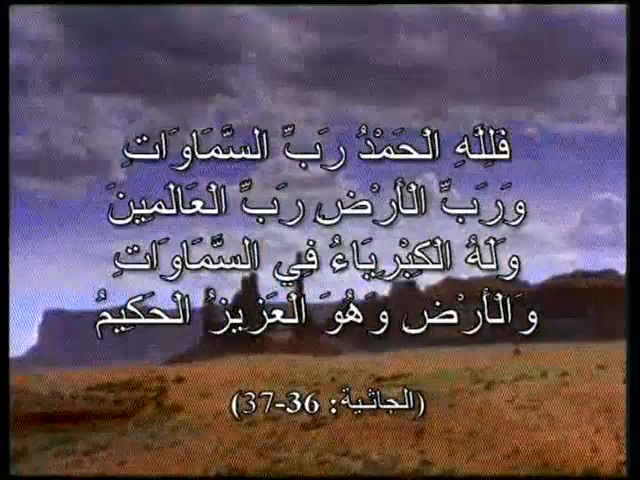 فَلِلَّهِ الْحَمْدُ رَبِّ السَّمَاوَاتِ
وَرَبِّ الْأَرْضِ رَبِّ الْعَالَمِينَ
وَلَهُ الْكِبْرِيَاءُ فِي السَّمَاوَاتِ
وَالْأَرْضِ وَهُوَ الْعَزِيزُ الْحَكِيمُ
(الجاثية: 36-37)